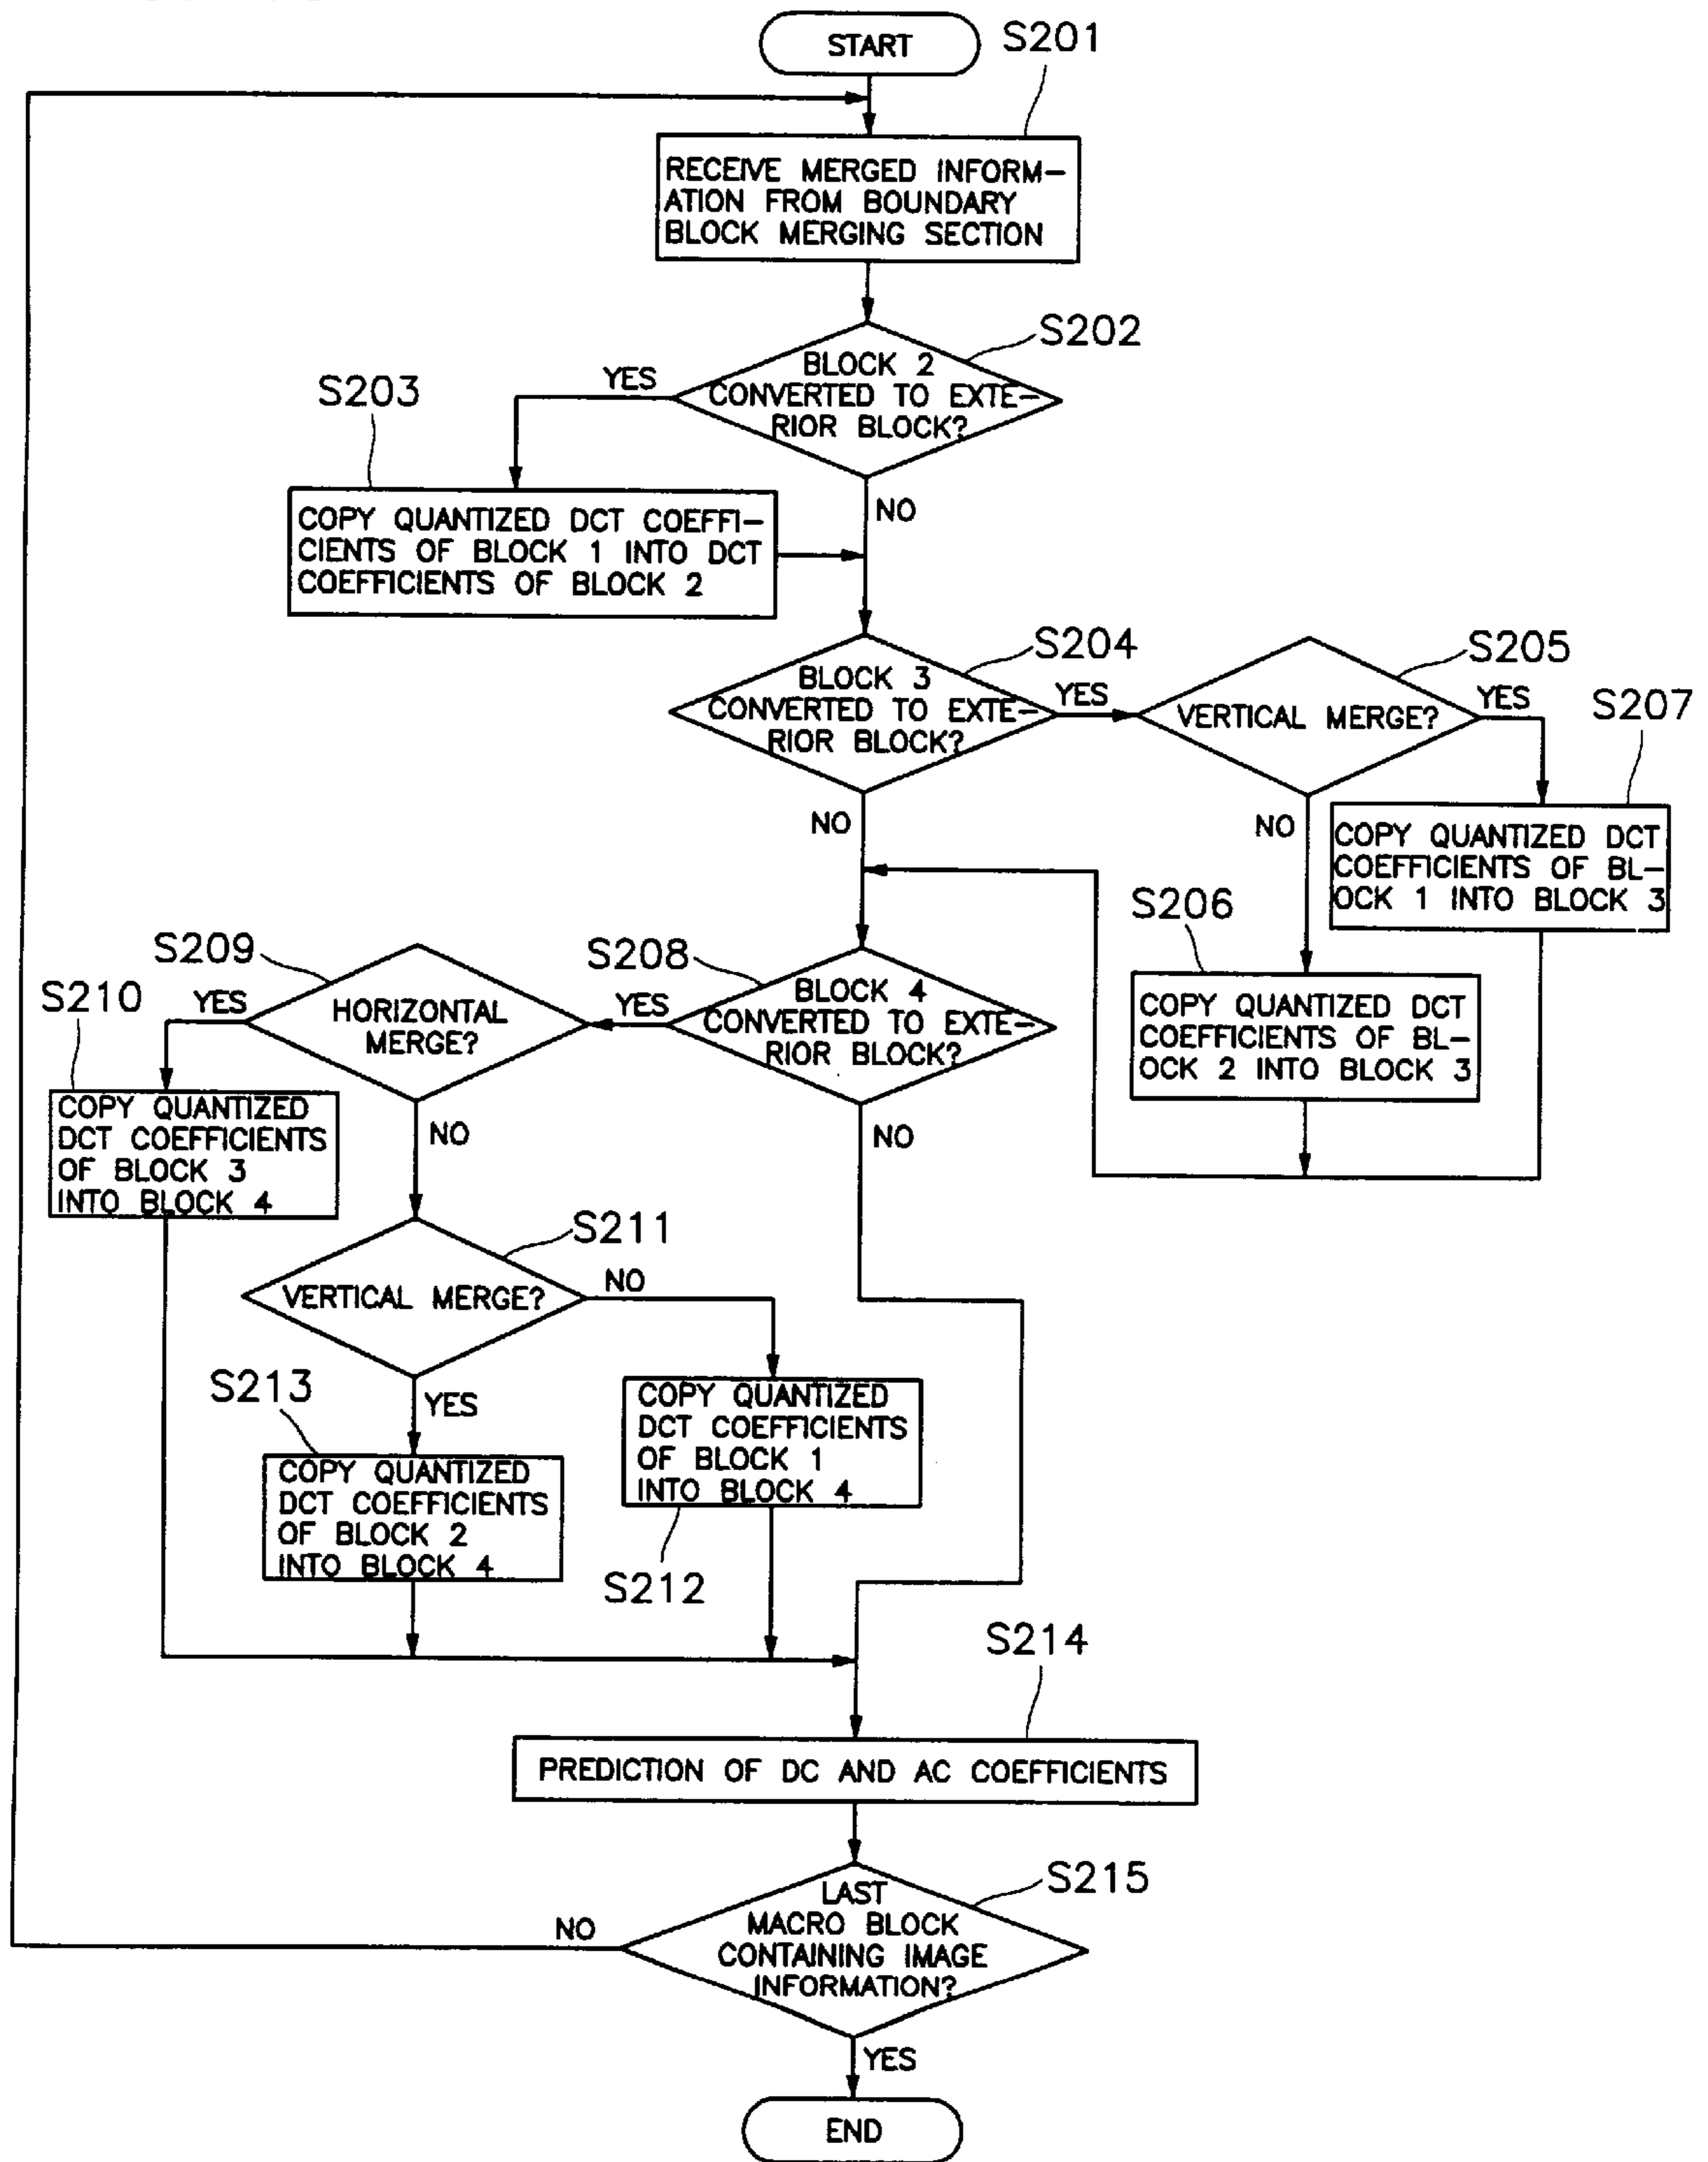 START
S201
RECEIVE MERGED INFORM-
ATION FROM BOUNDARY
BLOCK MERGING SECTION
S202
BLOCK 2
CONVERTED TO EXTE-
RIOR BLOCK?
YES
NO
S203
COPY QUANTIZED DCT COEFFI-
CIENTS OF BLOCK 1 INTO DCT
COEFFICIENTS OF BLOCK 2
S204
BLOCK 3
CONVERTED TO EXTE-
RIOR BLOCK?
YES
NO
S205
VERTICAL MERGE?
YES
NO
S207
COPY QUANTIZED DCT
COEFFICIENTS OF BL-
OCK 1 INTO BLOCK 3
S206
COPY QUANTIZED DCT
COEFFICIENTS OF BL-
OCK 2 INTO BLOCK 3
S208
BLOCK 4
CONVERTED TO EXTE-
RIOR BLOCK?
YES
NO
S209
HORIZONTAL
MERGE?
YES
NO
S210
COPY QUANTIZED
DCT COEFFICIENTS
OF BLOCK 3
INTO BLOCK 4
S211
VERTICAL MERGE?
NO
YES
S213
COPY QUANTIZED
DCT COEFFICIENTS
OF BLOCK 2
INTO BLOCK 4
COPY QUANTIZED
DCT COEFFICIENTS
OF BLOCK 1
INTO BLOCK 4
S212
S214
PREDICTION OF DC AND AC COEFFICIENTS
S215
LAST
MACRO BLOCK
CONTAINING IMAGE
INFORMATION?
NO
YES
END